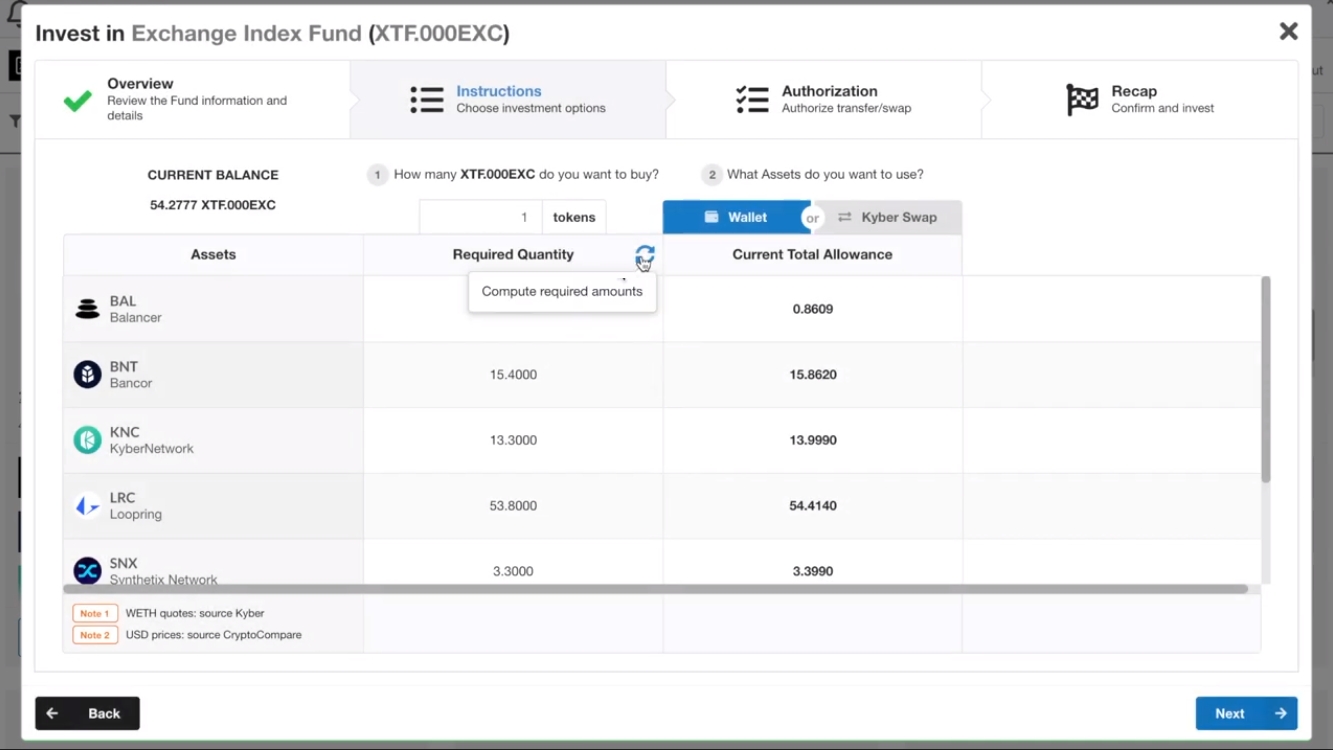 Invest in Exchange Index Fund (XTF.000EXC)
Overview
Review the Fund information and
details
Instructions
Choose investment options
Authorization
Authorize transfer/swap
Recap
Confirm and invest
CURRENT BALANCE
54.2777 XTF.000EXC
1 How many XTF.000EXC do you want to buy?
1 tokens
2 What Assets do you want to use?
Wallet or Kyber Swap
Assets Required Quantity Current Total Allowance
Compute required amounts
BAL
Balancer
0.8609
BNT
Bancor
15.4000 15.8620
KNC
KyberNetwork
13.3000 13.9990
LRC
Loopring
53.8000 54.4140
SNX
Synthetix Network
3.3000 3.3990
Note 1 WETH quotes: source Kyber
Note 2 USD prices: source CryptoCompare
Back
Next